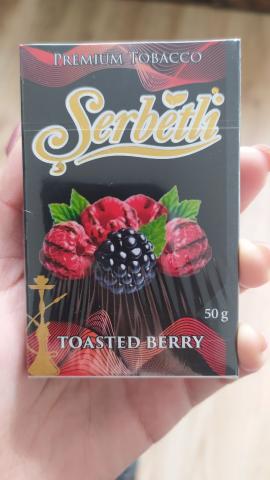 PREMIUM TOBACCO
Şerbetli
50 g
TOASTED BERRY